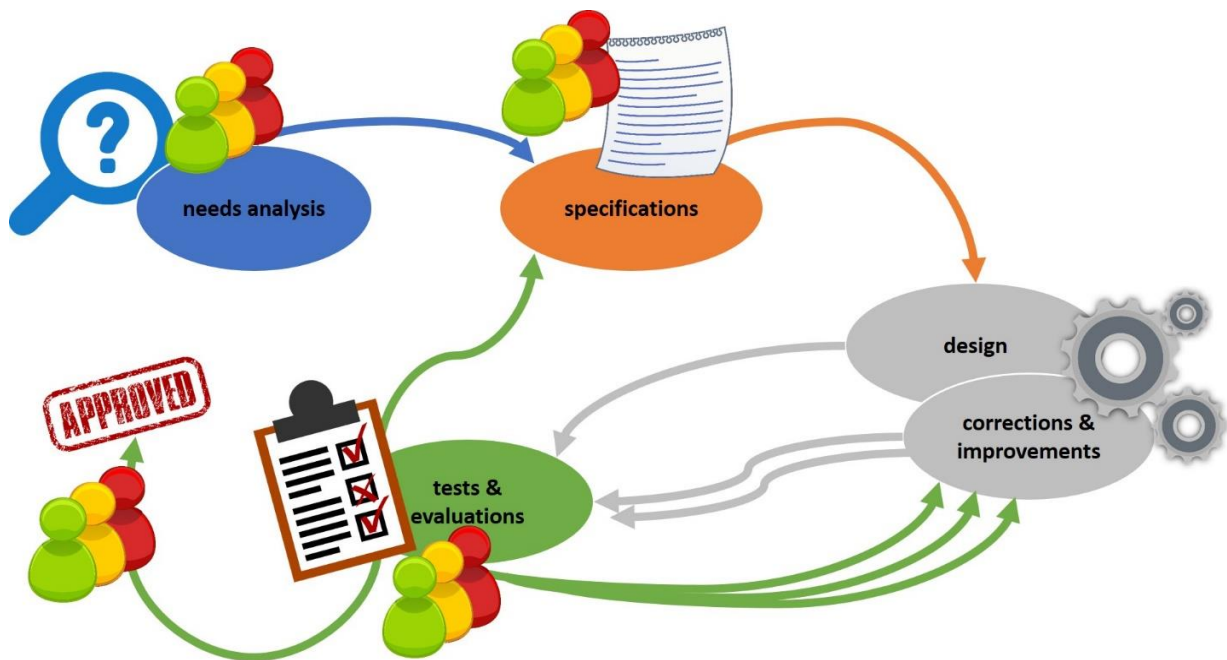 ?
needs analysis
specifications
design
corrections &
improvements
tests &
evaluations
APPROVED